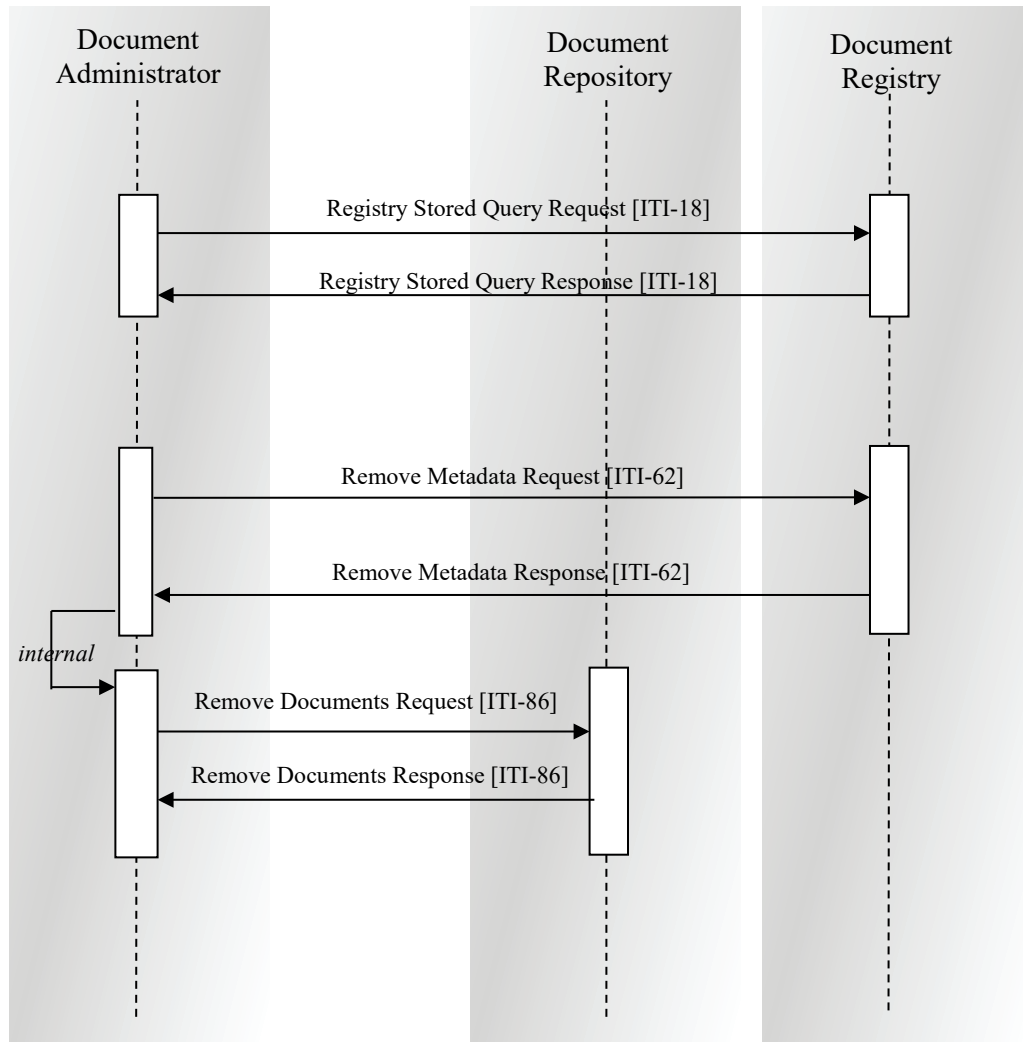 Document
Administrator
Document
Repository
Document
Registry
Registry Stored Query Request [ITI-18]
Registry Stored Query Response [ITI-18]
Remove Metadata Request [ITI-62]
Remove Metadata Response [ITI-62]
internal
Remove Documents Request [ITI-86]
Remove Documents Response [ITI-86]